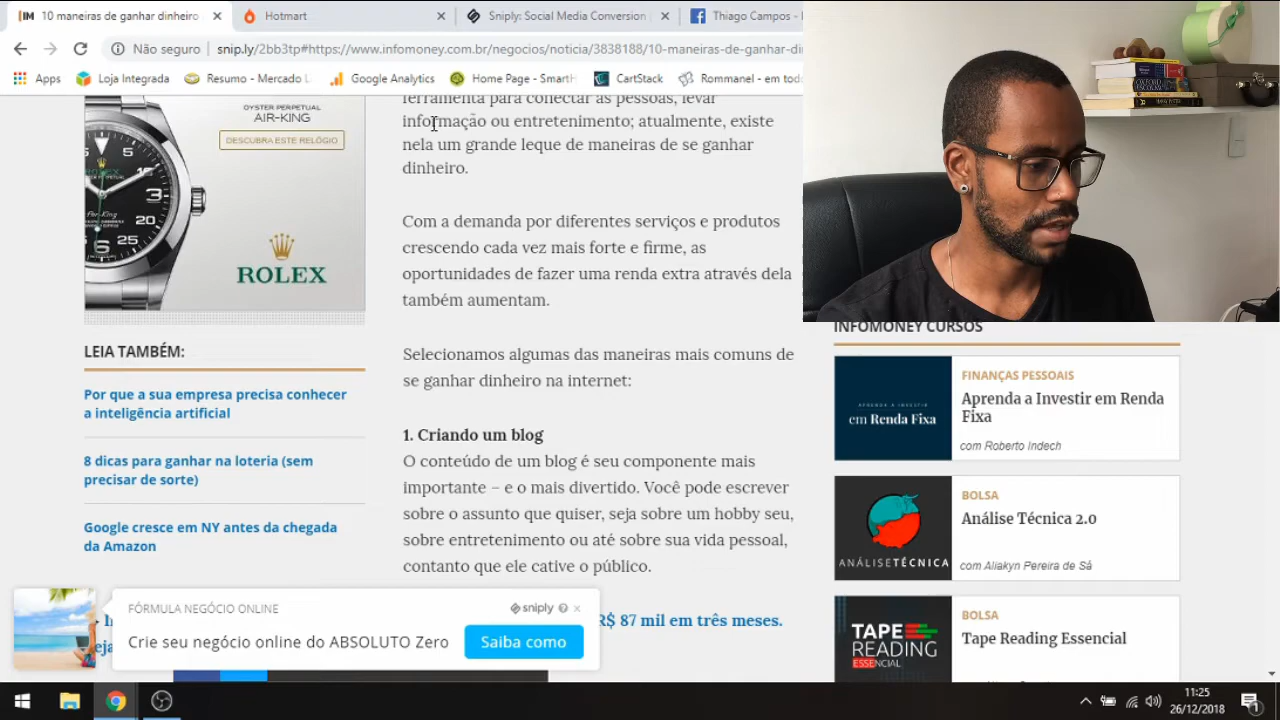 10 maneiras de ganhar dinheiro
Hotmart
Sniply: Social Media Conversion
Thiago Campos -
Não seguro
snip.ly/2bb3tp#https://www.infomoney.com.br/negocios/noticia/3838188/10-maneiras-de-ganhar-di
Apps
Loja Integrada
Resumo - Mercado L
Google Analytics
Home Page - SmartH
CartStack
Rommanel - em tod
OYSTER PERPETUAL
AIR-KING
DESCUBRA ESTE RELÓGIO
ROLEX
ferramenta para conectar as pessoas, levar
informação ou entretenimento; atualmente, existe
nela um grande leque de maneiras de se ganhar
dinheiro.
Com a demanda por diferentes serviços e produtos
crescendo cada vez mais forte e firme, as
oportunidades de fazer uma renda extra através dela
também aumentam.
Selecionamos algumas das maneiras mais comuns de
se ganhar dinheiro na internet:
1. Criando um blog
O conteúdo de um blog é seu componente mais
importante – e o mais divertido. Você pode escrever
sobre o assunto que quiser, seja sobre um hobby seu,
sobre entretenimento ou até sobre sua vida pessoal,
contanto que ele cative o público.
R$ 87 mil em três meses.
LEIA TAMBÉM:
Por que a sua empresa precisa conhecer
a inteligência artificial
8 dicas para ganhar na loteria (sem
precisar de sorte)
Google cresce em NY antes da chegada
da Amazon
FÓRMULA NEGÓCIO ONLINE
sniply
Crie seu negócio online do ABSOLUTO Zero
Saiba como
INFOMONEY CURSOS
APRENDA A INVESTIR
em Renda Fixa
FINANÇAS PESSOAIS
Aprenda a Investir em Renda
Fixa
com Roberto Indech
ANÁLISETÉCNICA
BOLSA
Análise Técnica 2.0
com Aliakyn Pereira de Sá
TAPE
READING
ESSENCIAL
BOLSA
Tape Reading Essencial
11:25
26/12/2018